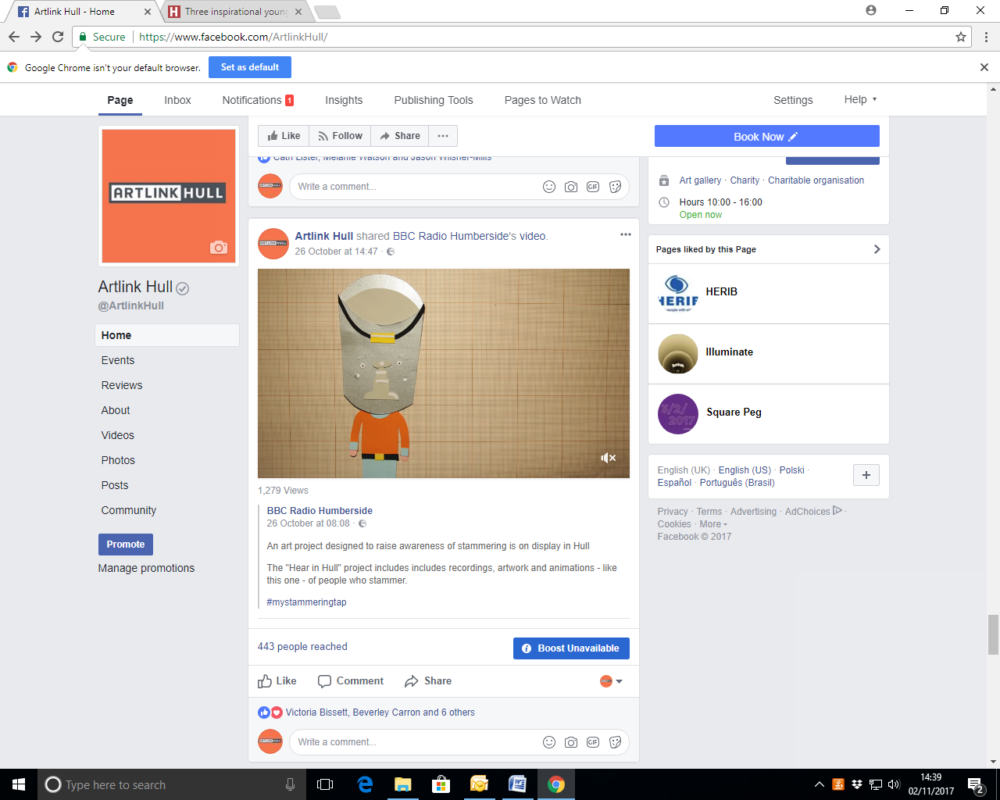 Artlink Hull - Home
Three inspirational young
Secure
https://www.facebook.com/ArtlinkHull/
Google Chrome isn't your default browser.
Set as default
Page
Inbox
Notifications 1
Insights
Publishing Tools
Pages to Watch
Settings
Help
ARTLINK HULL
Artlink Hull
@ArtlinkHull
Home
Events
Reviews
About
Videos
Photos
Posts
Community
Promote
Manage promotions
Like
Follow
Share
Book Now
Cath Lister, Melanie Watson and Jason Wilsher-Mills
Write a comment...
GIF
Artlink Hull shared BBC Radio Humberside's video.
26 October at 14:47 ·
1,279 Views
BBC Radio Humberside
26 October at 08:08 ·
An art project designed to raise awareness of stammering is on display in Hull
The "Hear in Hull" project includes includes recordings, artwork and animations - like
this one - of people who stammer.
#mystammeringtap
443 people reached
Boost Unavailable
Like
Comment
Share
Victoria Bissett, Beverley Carron and 6 others
Write a comment...
GIF
Art gallery · Charity · Charitable organisation
Hours 10:00 - 16:00
Open now
Pages liked by this Page
HERIB
HERIB
Illuminate
3/2/
2017
Square Peg
English (UK) · English (US) · Polski ·
Español · Português (Brasil)
Privacy · Terms · Advertising · AdChoices ·
Cookies · More
Facebook © 2017
Type here to search
14:39
02/11/2017
2